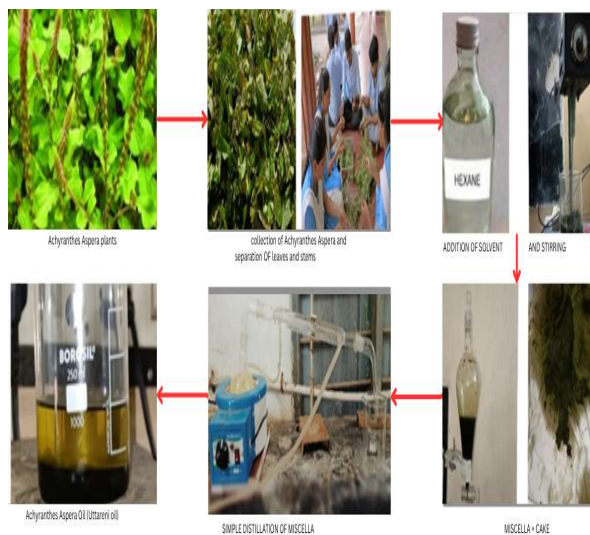 Achyranthes Aspera plants
collection of Achyranthes Aspera and
separation OF leaves and stems
HEXANE
ADDITION OF SOLVENT
AND STIRRING
BOROSIL
250 ml
1000
Achyranthes Aspera Oil (Uttareni oil)
SIMPLE DISTILLATION OF MISCELLA
MISCELLA + CAKE